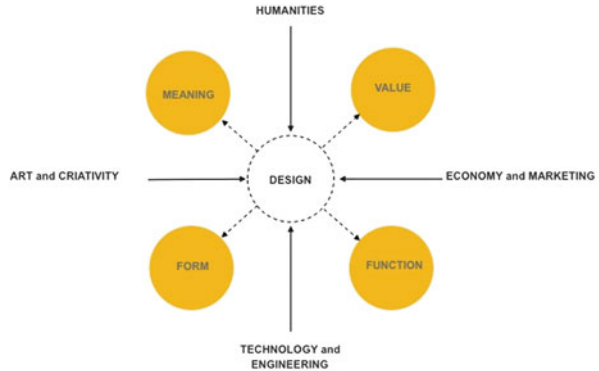 HUMANITIES
MEANING
VALUE
ART and CRIATIVITY
DESIGN
ECONOMY and MARKETING
FORM
FUNCTION
TECHNOLOGY and
ENGINEERING